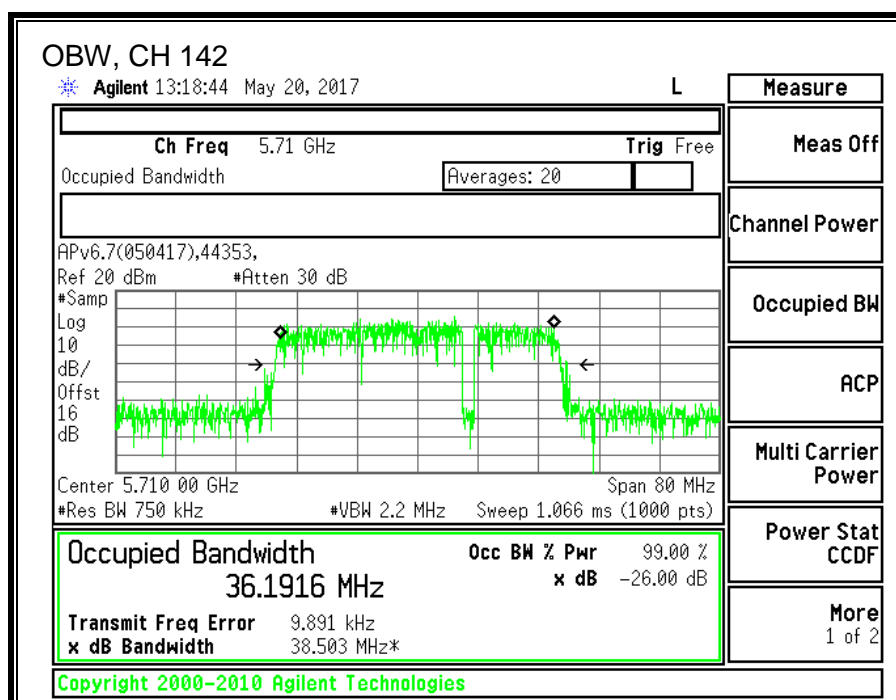 OBW, CH 142
Agilent 13:18:44 May 20, 2017 L
Measure
Ch Freq 5.71 GHz Trig Free
Meas Off
Occupied Bandwidth Averages: 20
Channel Power
APv6.7(050417),44353,
Ref 20 dBm #Atten 30 dB
#Samp
Log
10
dB/
Offst
16
dB
Occupied BW
ACP
Multi Carrier
Power
Center 5.710 00 GHz Span 80 MHz
#Res BW 750 kHz #VBW 2.2 MHz Sweep 1.066 ms (1000 pts)
Power Stat
CCDF
Occupied Bandwidth Occ BW % Pwr 99.00 %
36.1916 MHz x dB -26.00 dB
Transmit Freq Error 9.891 kHz
x dB Bandwidth 38.503 MHz*
More
1 of 2
Copyright 2000-2010 Agilent Technologies